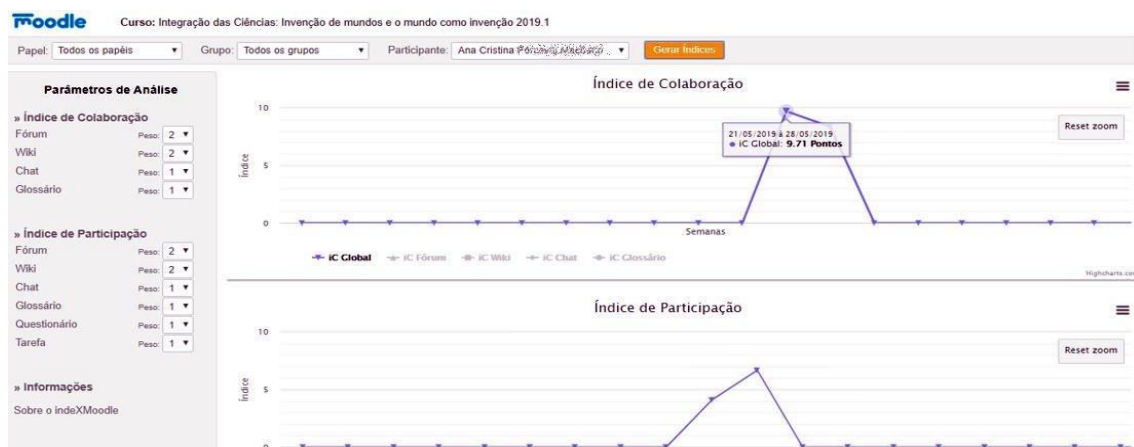 moodle
Curso: Integração das Ciências: Invenção de mundos e o mundo como invenção 2019.1
Papel: Todos os papéis Grupo: Todos os grupos Participante: Ana Cristina Gerar Índices
Parâmetros de Análise
» Índice de Colaboração
Fórum Peso: 2
Wiki Peso: 2
Chat Peso: 1
Glossário Peso: 1
» Índice de Participação
Fórum Peso: 2
Wiki Peso: 2
Chat Peso: 1
Glossário Peso: 1
Questionário Peso: 1
Tarefa Peso: 1
» Informações
Sobre o indeXMoodle
Índice de Colaboração
Reset zoom
10
5
0
Índice
21/05/2019 à 28/05/2019
iC Global: 9.71 Pontos
Semanas
iC Global iC Fórum iC Wiki iC Chat iC Glossário
Highcharts.co
Índice de Participação
Reset zoom
10
5
0
Índice